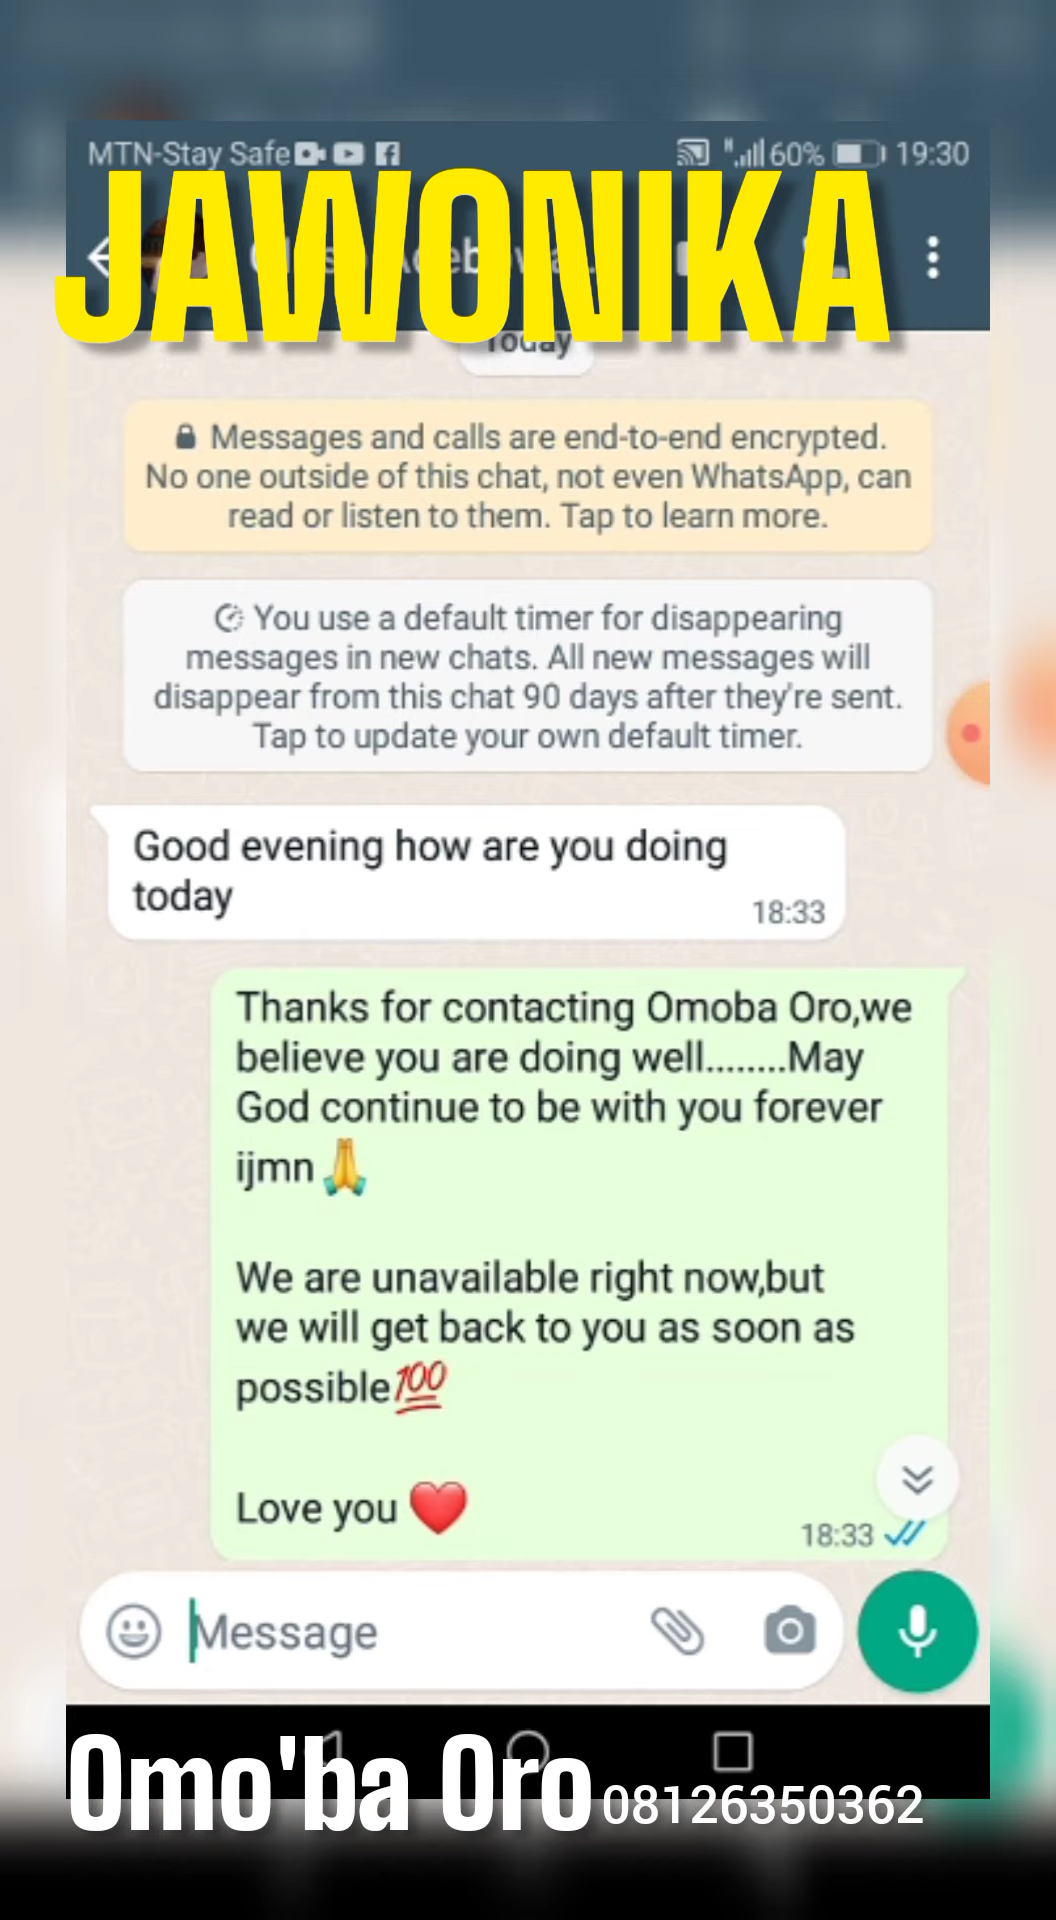 MTN-Stay Safe 60% 19:30
JAWONIKA
Today
Messages and calls are end-to-end encrypted.
No one outside of this chat, not even WhatsApp, can
read or listen to them. Tap to learn more.
You use a default timer for disappearing
messages in new chats. All new messages will
disappear from this chat 90 days after they're sent.
Tap to update your own default timer.
Good evening how are you doing
today
18:33
Thanks for contacting Omoba Oro,we
believe you are doing well........May
God continue to be with you forever
ijmn🙏
We are unavailable right now,but
we will get back to you as soon as
possible💯
Love you ❤️
18:33
Message
Omo'ba Oro 08126350362